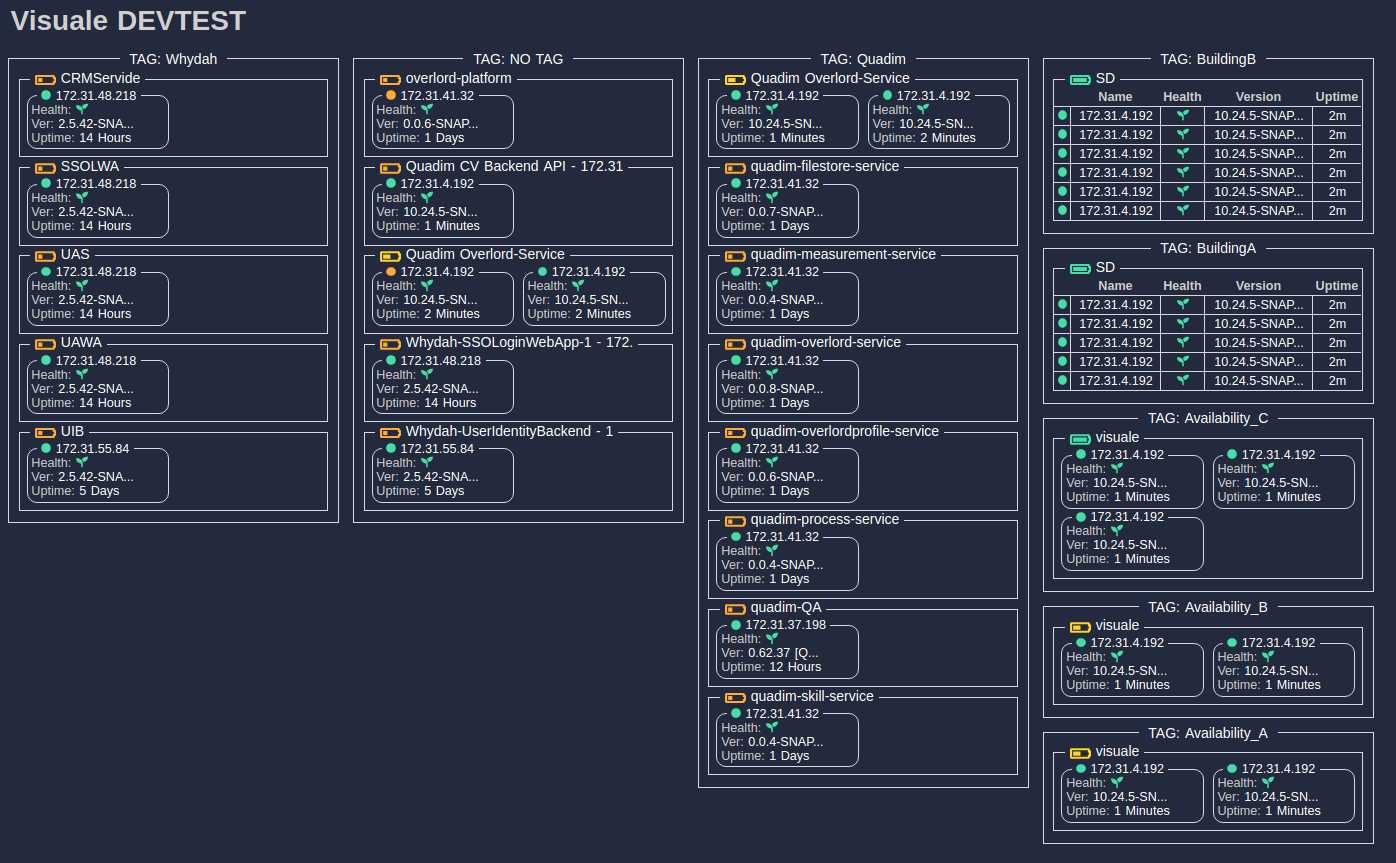 Visuale DEVTEST
TAG: Whydah
CRMServide
172.31.48.218
Health:
Ver: 2.5.42-SNA...
Uptime: 14 Hours
SSOLWA
172.31.48.218
Health:
Ver: 2.5.42-SNA...
Uptime: 14 Hours
UAS
172.31.48.218
Health:
Ver: 2.5.42-SNA...
Uptime: 14 Hours
UAWA
172.31.48.218
Health:
Ver: 2.5.42-SNA...
Uptime: 14 Hours
UIB
172.31.55.84
Health:
Ver: 2.5.42-SNA...
Uptime: 5 Days
TAG: NO TAG
overlord-platform
172.31.41.32
Health:
Ver: 0.0.6-SNAP...
Uptime: 1 Days
Quadim CV Backend API - 172.31
172.31.4.192
Health:
Ver: 10.24.5-SN...
Uptime: 1 Minutes
Quadim Overlord-Service
172.31.4.192 172.31.4.192
Health: Health:
Ver: 10.24.5-SN... Ver: 10.24.5-SN...
Uptime: 2 Minutes Uptime: 2 Minutes
Whydah-SSOLoginWebApp-1 - 172.
172.31.48.218
Health:
Ver: 2.5.42-SNA...
Uptime: 14 Hours
Whydah-UserIdentityBackend - 1
172.31.55.84
Health:
Ver: 2.5.42-SNA...
Uptime: 5 Days
TAG: Quadim
Quadim Overlord-Service
172.31.4.192 172.31.4.192
Health: Health:
Ver: 10.24.5-SN... Ver: 10.24.5-SN...
Uptime: 1 Minutes Uptime: 2 Minutes
quadim-filestore-service
172.31.41.32
Health:
Ver: 0.0.7-SNAP...
Uptime: 1 Days
quadim-measurement-service
172.31.41.32
Health:
Ver: 0.0.4-SNAP...
Uptime: 1 Days
quadim-overlord-service
172.31.41.32
Health:
Ver: 0.0.8-SNAP...
Uptime: 1 Days
quadim-overlordprofile-service
172.31.41.32
Health:
Ver: 0.0.6-SNAP...
Uptime: 1 Days
quadim-process-service
172.31.41.32
Health:
Ver: 0.0.4-SNAP...
Uptime: 1 Days
quadim-QA
172.31.37.198
Health:
Ver: 0.62.37 [Q...
Uptime: 12 Hours
quadim-skill-service
172.31.41.32
Health:
Ver: 0.0.4-SNAP...
Uptime: 1 Days
TAG: BuildingB
SD
Name Health Version Uptime
172.31.4.192 10.24.5-SNAP... 2m
172.31.4.192 10.24.5-SNAP... 2m
172.31.4.192 10.24.5-SNAP... 2m
172.31.4.192 10.24.5-SNAP... 2m
172.31.4.192 10.24.5-SNAP... 2m
172.31.4.192 10.24.5-SNAP... 2m
TAG: BuildingA
SD
Name Health Version Uptime
172.31.4.192 10.24.5-SNAP... 2m
172.31.4.192 10.24.5-SNAP... 2m
172.31.4.192 10.24.5-SNAP... 2m
172.31.4.192 10.24.5-SNAP... 2m
172.31.4.192 10.24.5-SNAP... 2m
TAG: Availability_C
visuale
172.31.4.192 172.31.4.192
Health: Health:
Ver: 10.24.5-SN... Ver: 10.24.5-SN...
Uptime: 1 Minutes Uptime: 1 Minutes
172.31.4.192
Health:
Ver: 10.24.5-SN...
Uptime: 1 Minutes
TAG: Availability_B
visuale
172.31.4.192 172.31.4.192
Health: Health:
Ver: 10.24.5-SN... Ver: 10.24.5-SN...
Uptime: 1 Minutes Uptime: 1 Minutes
TAG: Availability_A
visuale
172.31.4.192 172.31.4.192
Health: Health:
Ver: 10.24.5-SN... Ver: 10.24.5-SN...
Uptime: 1 Minutes Uptime: 1 Minutes